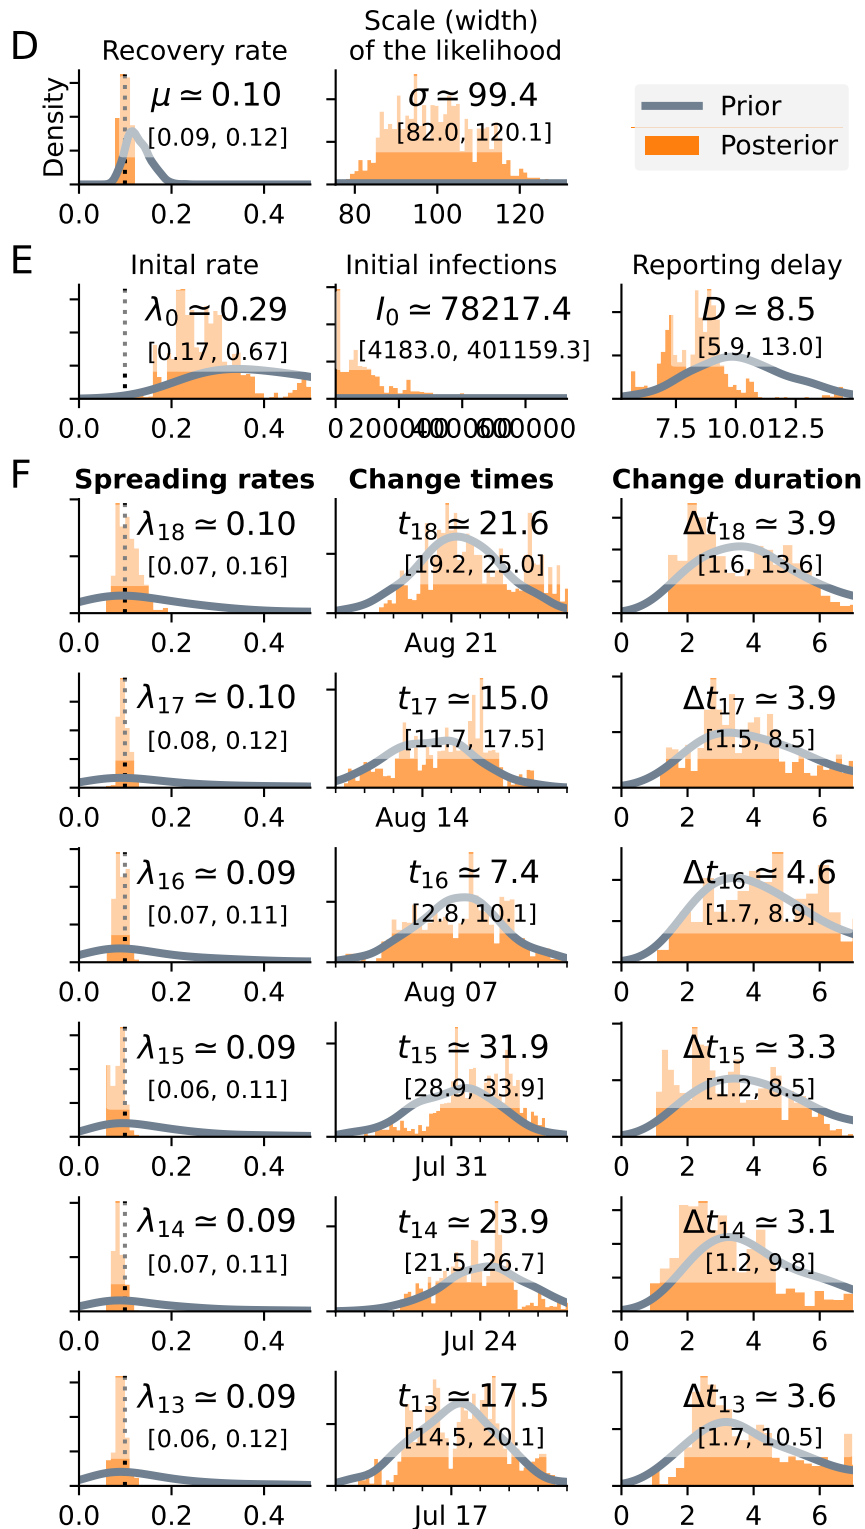 D
Recovery rate
Scale (width)
of the likelihood
Density
μ ≃ 0.10
[0.09, 0.12]
σ ≃ 99.4
[82.0, 120.1]
Prior
Posterior
0.0 0.2 0.4
80 100 120
E
Inital rate
Initial infections
Reporting delay
λ0 ≃ 0.29
[0.17, 0.67]
I0 ≃ 78217.4
[4183.0, 401159.3]
D ≃ 8.5
[5.9, 13.0]
0.0 0.2 0.4
0 200000 400000 600000
7.5 10.0 12.5
F
Spreading rates
Change times
Change duration
λ18 ≃ 0.10
[0.07, 0.16]
t18 ≃ 21.6
[19.2, 25.0]
Δt18 ≃ 3.9
[1.6, 13.6]
0.0 0.2 0.4
Aug 21
0 2 4 6
λ17 ≃ 0.10
[0.08, 0.12]
t17 ≃ 15.0
[11.7, 17.5]
Δt17 ≃ 3.9
[1.5, 8.5]
0.0 0.2 0.4
Aug 14
0 2 4 6
λ16 ≃ 0.09
[0.07, 0.11]
t16 ≃ 7.4
[2.8, 10.1]
Δt16 ≃ 4.6
[1.7, 8.9]
0.0 0.2 0.4
Aug 07
0 2 4 6
λ15 ≃ 0.09
[0.06, 0.11]
t15 ≃ 31.9
[28.9, 33.9]
Δt15 ≃ 3.3
[1.2, 8.5]
0.0 0.2 0.4
Jul 31
0 2 4 6
λ14 ≃ 0.09
[0.07, 0.11]
t14 ≃ 23.9
[21.5, 26.7]
Δt14 ≃ 3.1
[1.2, 9.8]
0.0 0.2 0.4
Jul 24
0 2 4 6
λ13 ≃ 0.09
[0.06, 0.12]
t13 ≃ 17.5
[14.5, 20.1]
Δt13 ≃ 3.6
[1.7, 10.5]
0.0 0.2 0.4
Jul 17
0 2 4 6